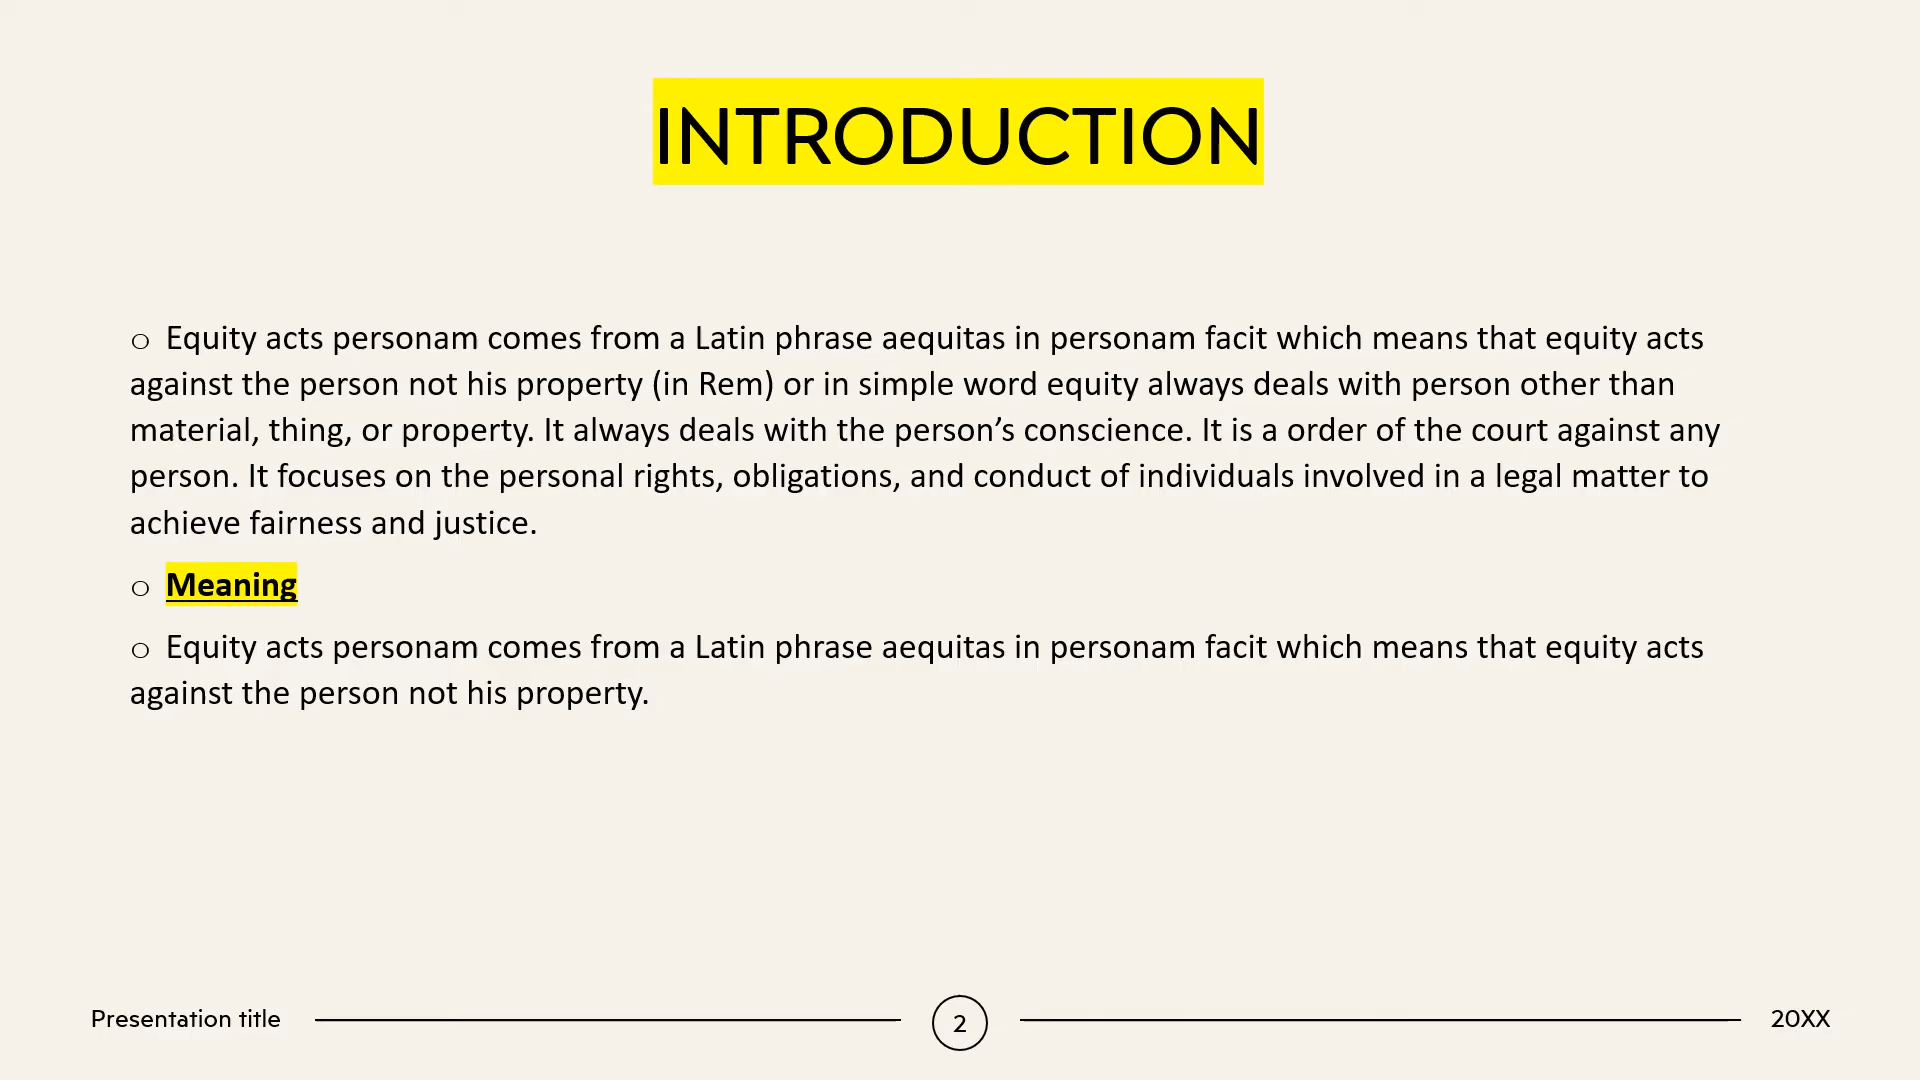 INTRODUCTION
o Equity acts personam comes from a Latin phrase aequitas in personam facit which means that equity acts
against the person not his property (in Rem) or in simple word equity always deals with person other than
material, thing, or property. It always deals with the person’s conscience. It is a order of the court against any
person. It focuses on the personal rights, obligations, and conduct of individuals involved in a legal matter to
achieve fairness and justice.
o Meaning
o Equity acts personam comes from a Latin phrase aequitas in personam facit which means that equity acts
against the person not his property.
Presentation title 2 20XX